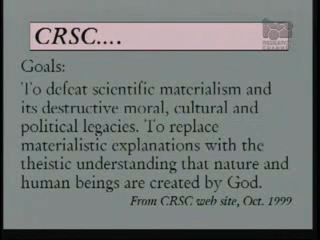 CRSC....
Goals:
To defeat scientific materialism and
its destructive moral, cultural and
political legacies. To replace
materialistic explanations with the
theistic understanding that nature and
human beings are created by God.
From CRSC web site, Oct. 1999